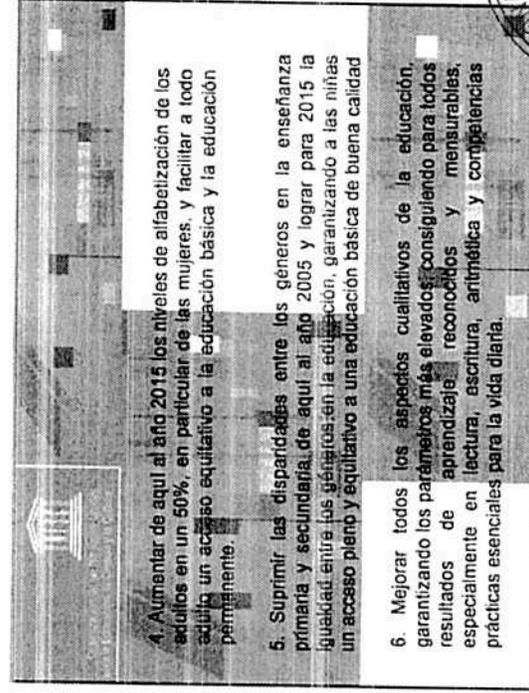 4. Aumentar de aquí al año 2015 los niveles de alfabetización de los
adultos en un 50%, en particular de las mujeres, y facilitar a todo
adulto un acceso equitativo a la educación básica y la educación
permanente.
5. Suprimir las disparidades entre los géneros en la enseñanza
primaria y secundaria de aquí al año 2005 y lograr para 2015 la
igualdad entre los géneros en la educación, garantizando a las niñas
un acceso pleno y equitativo a una educación básica de buena calidad
6. Mejorar todos los aspectos cualitativos de la educación,
garantizando los parámetros más elevados, consiguiendo para todos
resultados de aprendizaje reconocidos y mensurables,
especialmente en lectura, escritura, aritmética y competencias
prácticas esenciales para la vida diaria.